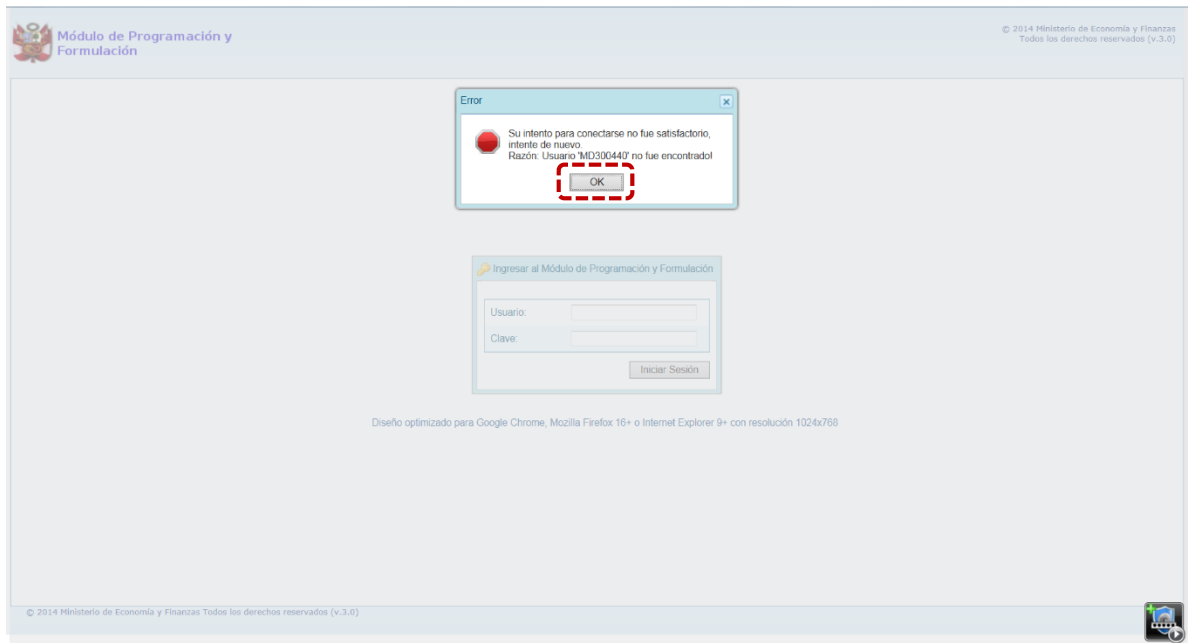 Módulo de Programación y
Formulación
© 2014 Ministerio de Economía y Finanzas
Todos los derechos reservados (v.3.0)
Error
Su intento para conectarse no fue satisfactorio,
intente de nuevo.
Razón: Usuario 'MD300440' no fue encontrado!
OK
Ingresar al Módulo de Programación y Formulación
Usuario:
Clave:
Iniciar Sesión
Diseño optimizado para Google Chrome, Mozilla Firefox 16+ o Internet Explorer 9+ con resolución 1024x768
© 2014 Ministerio de Economía y Finanzas Todos los derechos reservados (v.3.0)